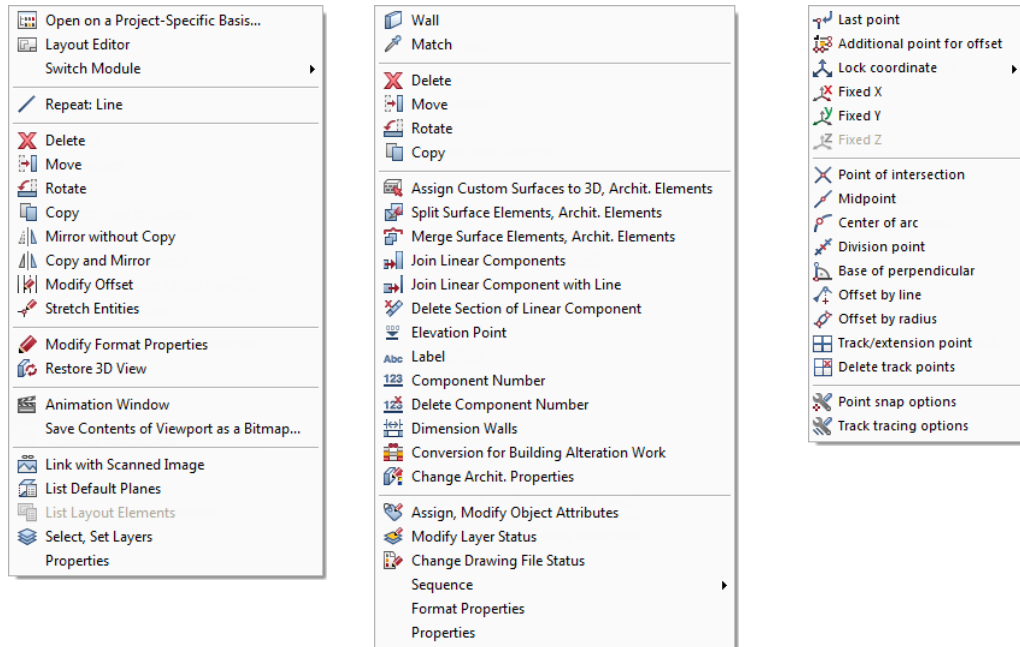 Open on a Project-Specific Basis...
Layout Editor
Switch Module
Repeat: Line
Delete
Move
Rotate
Copy
Mirror without Copy
Copy and Mirror
Modify Offset
Stretch Entities
Modify Format Properties
Restore 3D View
Animation Window
Save Contents of Viewport as a Bitmap...
Link with Scanned Image
List Default Planes
List Layout Elements
Select, Set Layers
Properties
Wall
Match
Delete
Move
Rotate
Copy
Assign Custom Surfaces to 3D, Archit. Elements
Split Surface Elements, Archit. Elements
Merge Surface Elements, Archit. Elements
Join Linear Components
Join Linear Component with Line
Delete Section of Linear Component
Elevation Point
Abc Label
123 Component Number
123 Delete Component Number
Dimension Walls
Conversion for Building Alteration Work
Change Archit. Properties
Assign, Modify Object Attributes
Modify Layer Status
Change Drawing File Status
Sequence
Format Properties
Properties
Last point
Additional point for offset
Lock coordinate
X Fixed X
Y Fixed Y
Z Fixed Z
Point of intersection
Midpoint
Center of arc
Division point
Base of perpendicular
Offset by line
Offset by radius
Track/extension point
Delete track points
Point snap options
Track tracing options